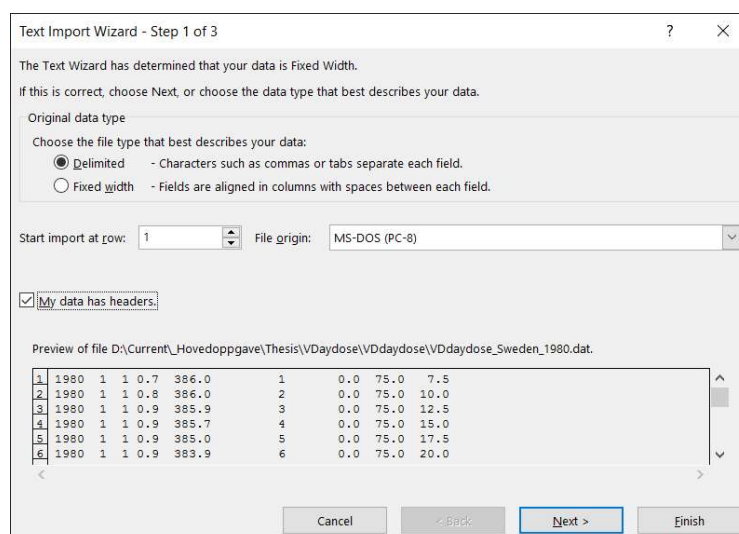 Text Import Wizard - Step 1 of 3 ? ×
The Text Wizard has determined that your data is Fixed Width.
If this is correct, choose Next, or choose the data type that best describes your data.
Original data type
Choose the file type that best describes your data:
Delimited - Characters such as commas or tabs separate each field.
Fixed width - Fields are aligned in columns with spaces between each field.
Start import at row: 1 File origin: MS-DOS (PC-8)
My data has headers.
Preview of file D:\Current\_Hovedoppgave\Thesis\VDaydose\VDdaydose\VDdaydose_Sweden_1980.dat.
1 1980 1 1 0.7 386.0 1 0.0 75.0 7.5
2 1980 1 1 0.8 386.0 2 0.0 75.0 10.0
3 1980 1 1 0.9 385.9 3 0.0 75.0 12.5
4 1980 1 1 0.9 385.7 4 0.0 75.0 15.0
5 1980 1 1 0.9 385.0 5 0.0 75.0 17.5
6 1980 1 1 0.9 383.9 6 0.0 75.0 20.0
Cancel < Back Next > Finish